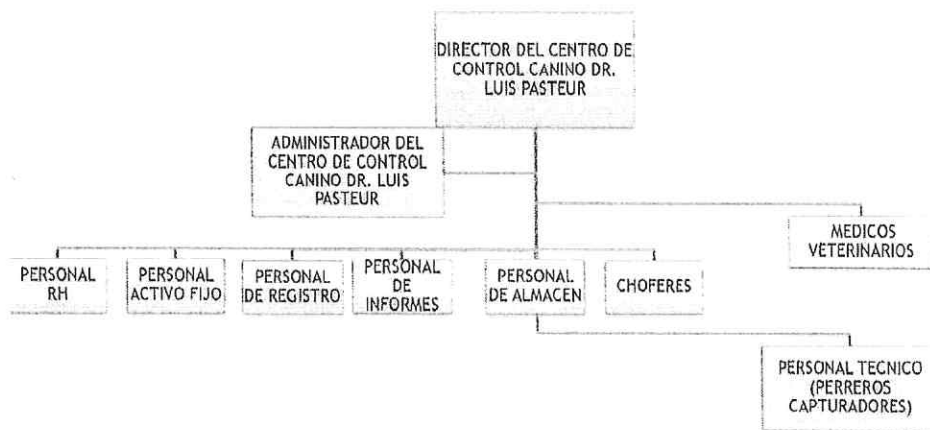 DIRECTOR DEL CENTRO DE
CONTROL CANINO DR.
LUIS PASTEUR
ADMINISTRADOR DEL
CENTRO DE CONTROL
CANINO DR. LUIS
PASTEUR
MEDICOS
VETERINARIOS
PERSONAL
RH
PERSONAL
ACTIVO FIJO
PERSONAL
DE REGISTRO
PERSONAL
DE
INFORMES
PERSONAL
DE ALMACEN
CHOFERES
PERSONAL TECNICO
(PERREROS
CAPTURADORES)